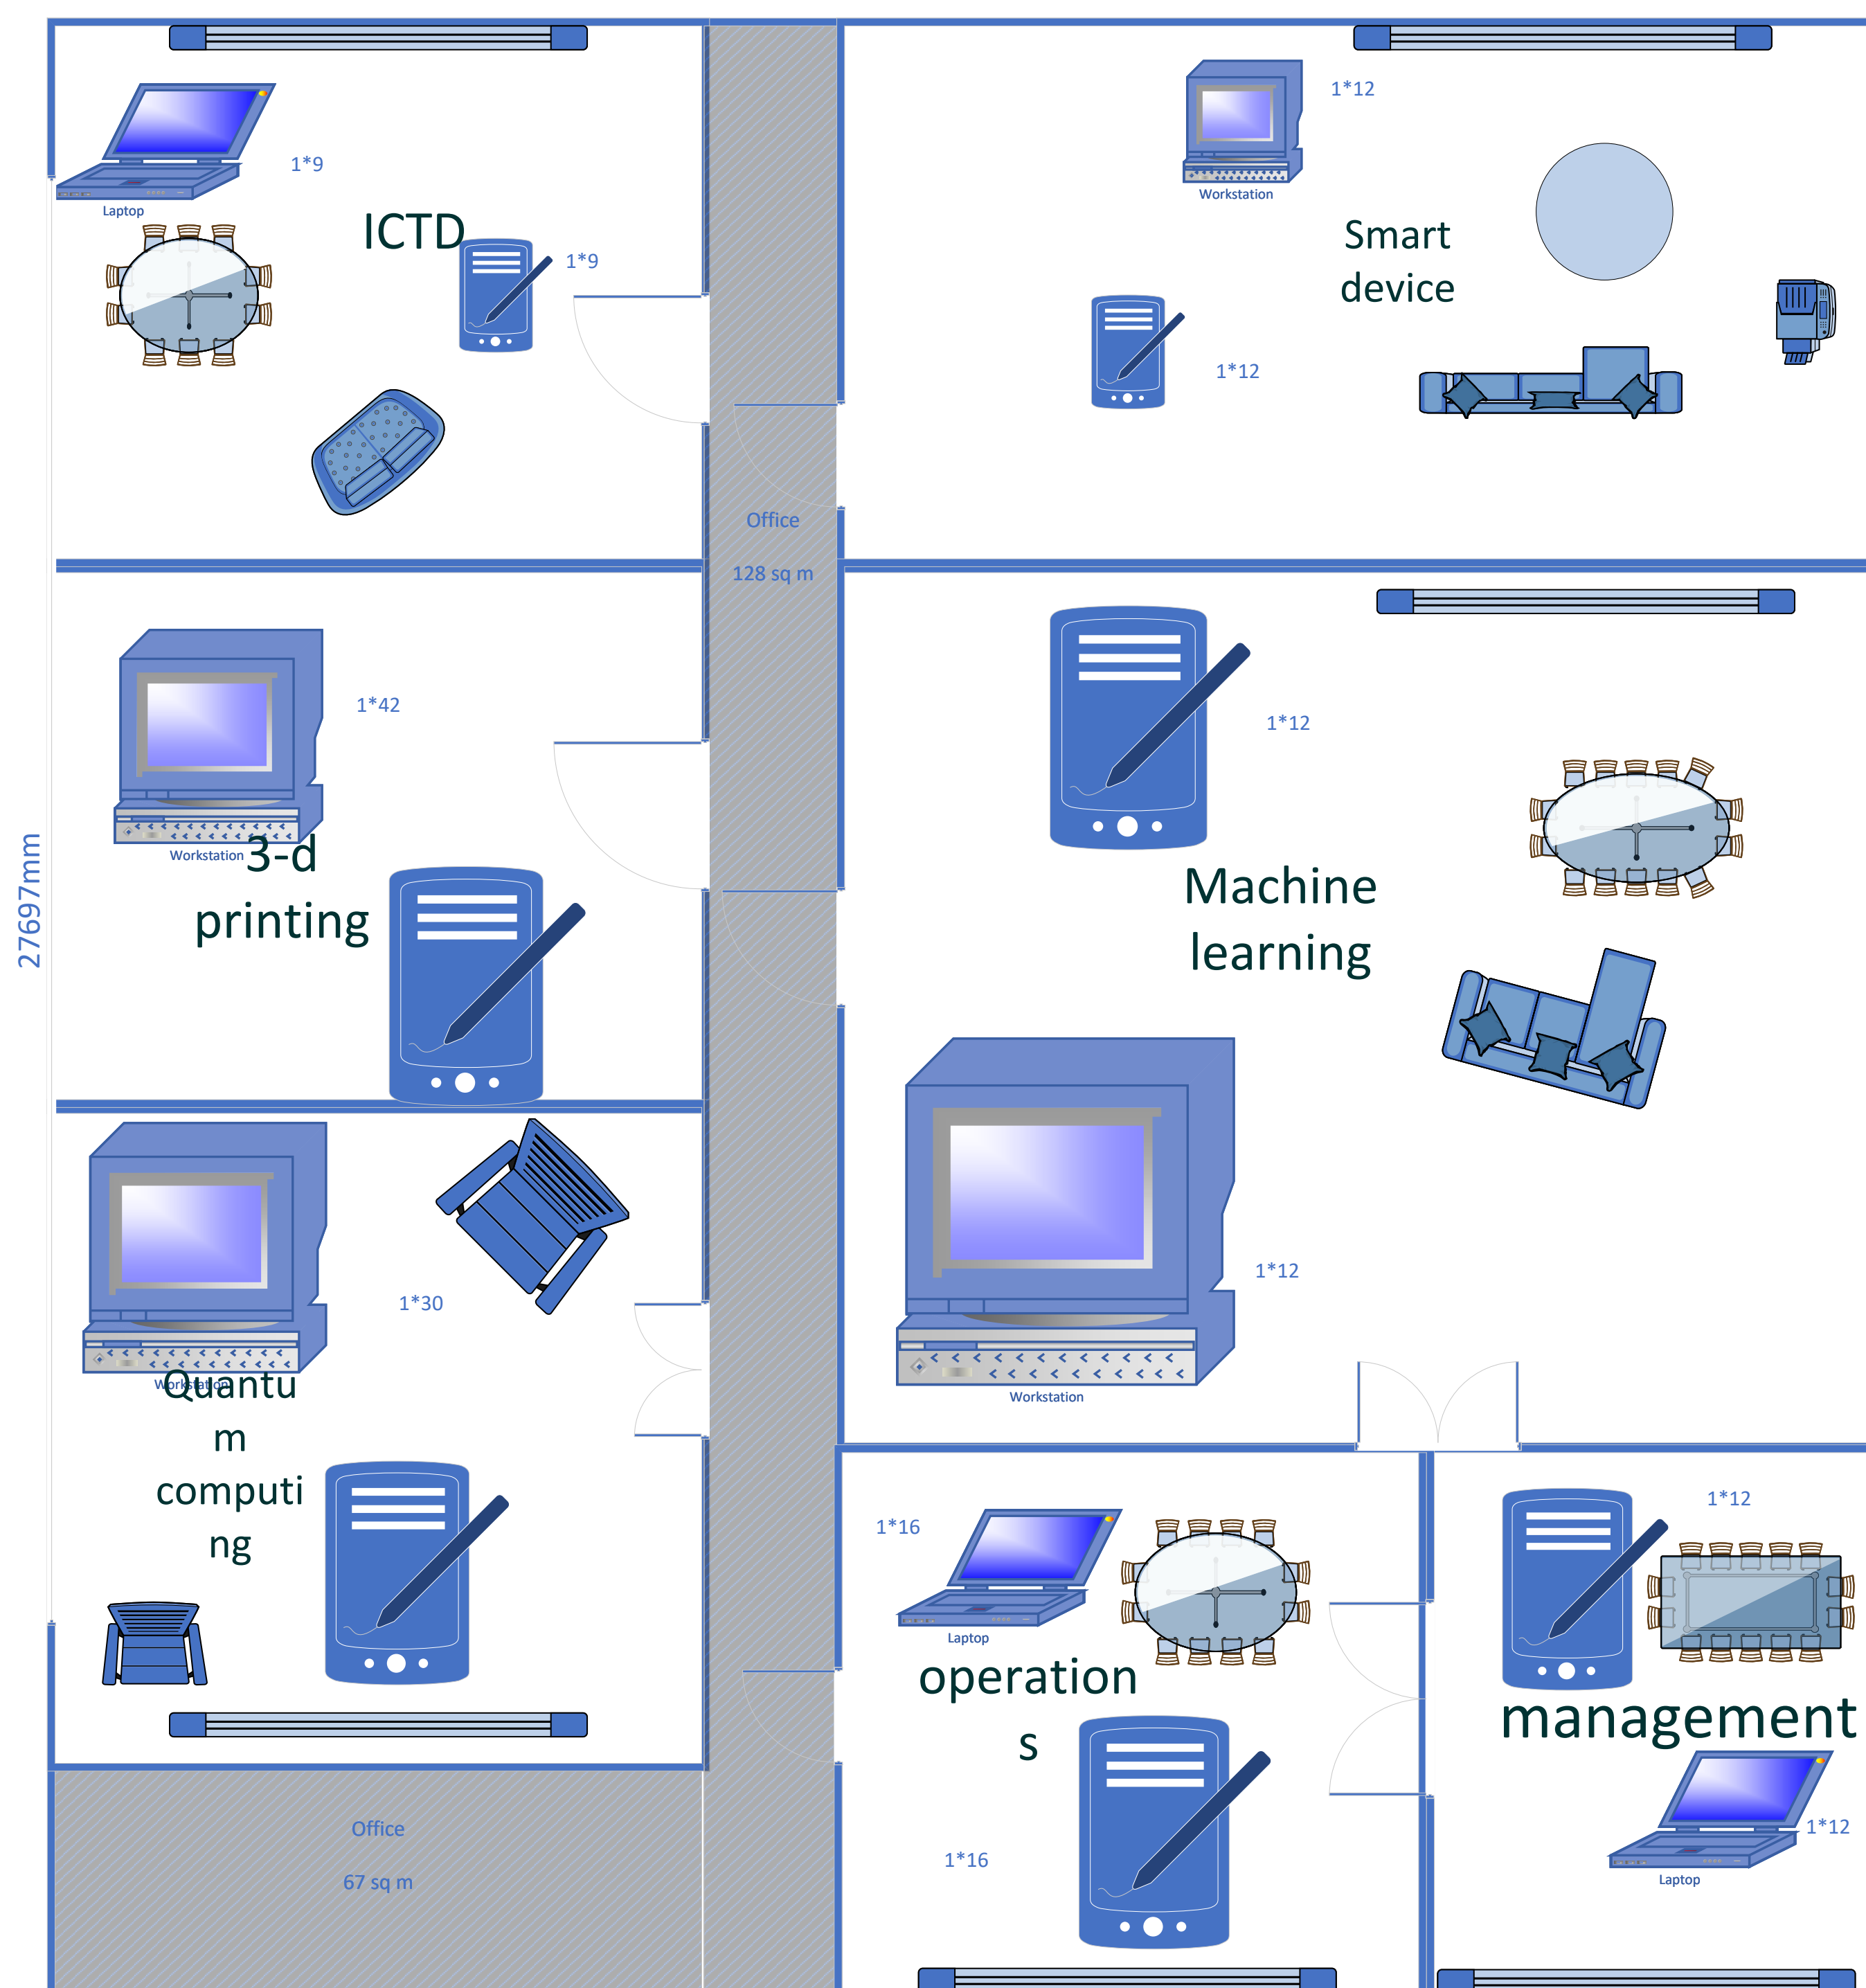 1*9
Laptop
ICTD
1*9
1*12
Workstation
Smart
device
1*12
Office
128 sq m
1*42
Workstation
3-d
printing
27697mm
1*12
Machine
learning
1*12
Workstation
1*30
Workstation
Quantu
m
computi
ng
1*16
Laptop
operation
s
1*16
1*12
management
1*12
Laptop
Office
67 sq m